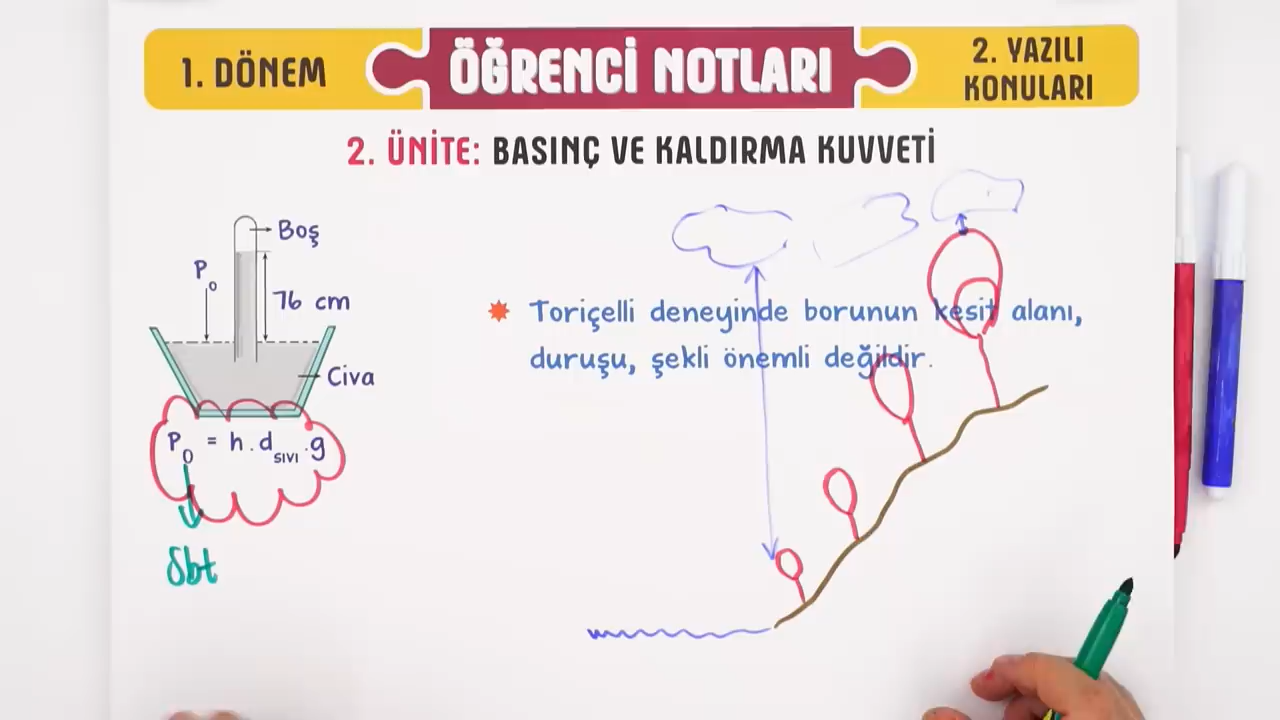 1. DÖNEM
ÖĞRENCİ NOTLARI
2. YAZILI
KONULARI
2. ÜNİTE: BASINÇ VE KALDIRMA KUVVETİ
Boş
P₀
76 cm
Civa
P₀ = h.d SIVI .g
Sbt
Toriçelli deneyinde borunun kesit alanı,
duruşu, şekli önemli değildir.